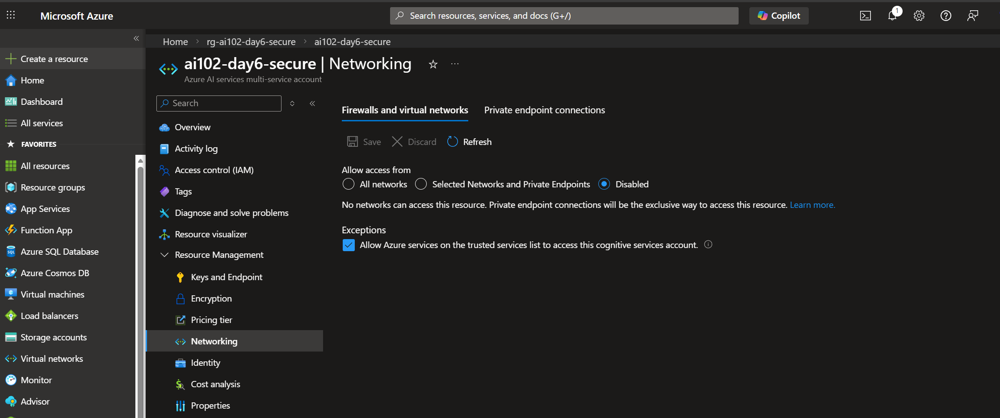 Microsoft Azure
Search resources, services, and docs (G+/)
Copilot
1
Create a resource
Home
Dashboard
All services
FAVORITES
All resources
Resource groups
App Services
Function App
SQL
Azure SQL Database
Azure Cosmos DB
Virtual machines
Load balancers
Storage accounts
Virtual networks
Monitor
Advisor
Home > rg-ai102-day6-secure > ai102-day6-secure
ai102-day6-secure | Networking
Azure AI services multi-service account
Search
Overview
Activity log
Access control (IAM)
Tags
Diagnose and solve problems
Resource visualizer
Resource Management
Keys and Endpoint
Encryption
Pricing tier
Networking
Identity
Cost analysis
Properties
Firewalls and virtual networks
Private endpoint connections
Save
Discard
Refresh
Allow access from
All networks
Selected Networks and Private Endpoints
Disabled
No networks can access this resource. Private endpoint connections will be the exclusive way to access this resource. Learn more.
Exceptions
Allow Azure services on the trusted services list to access this cognitive services account.